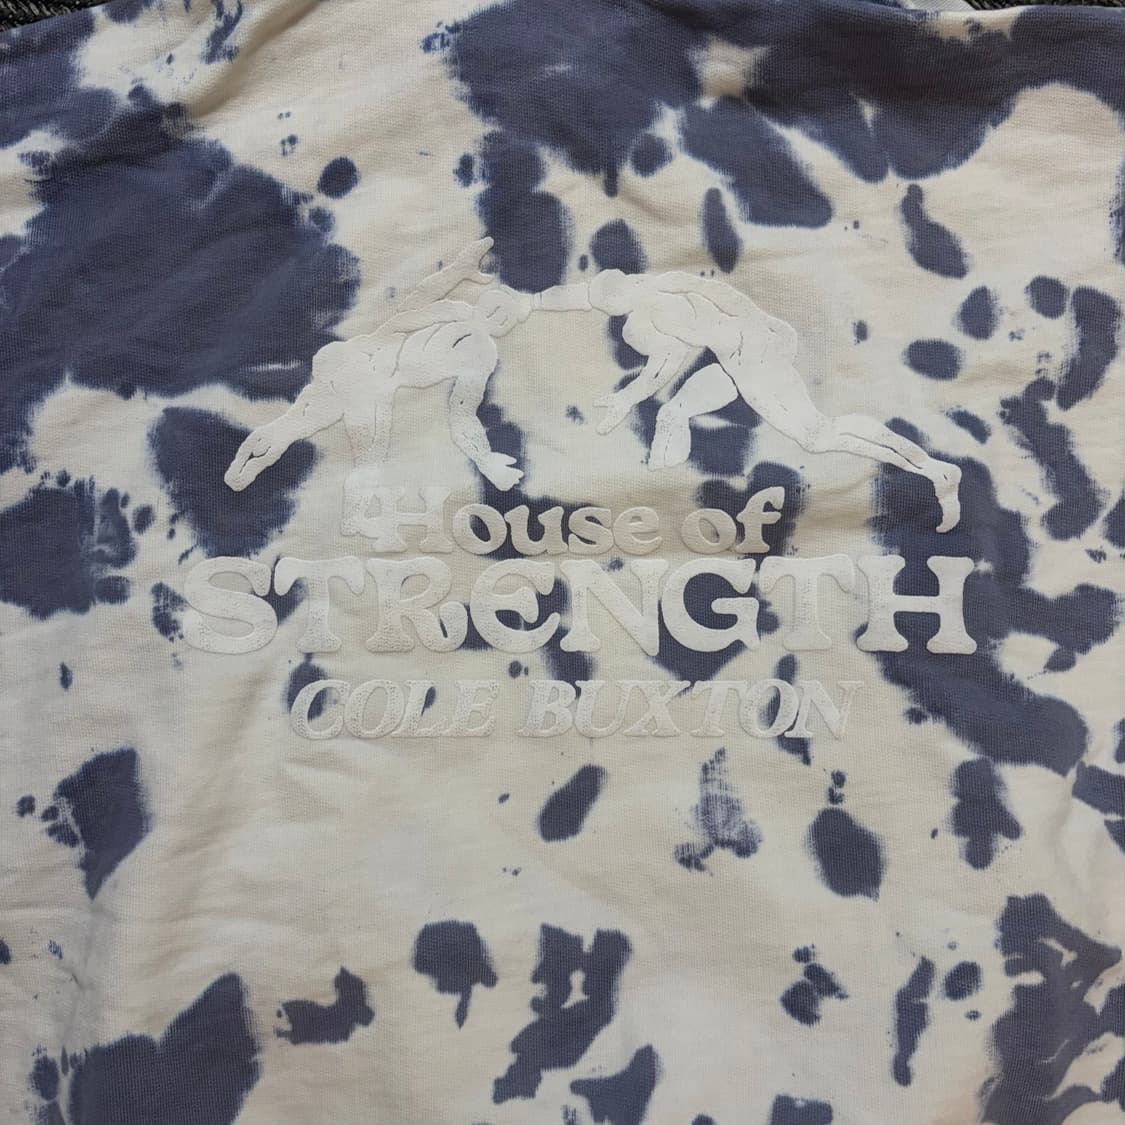 House of
STRENGTH
COLE BUXTON